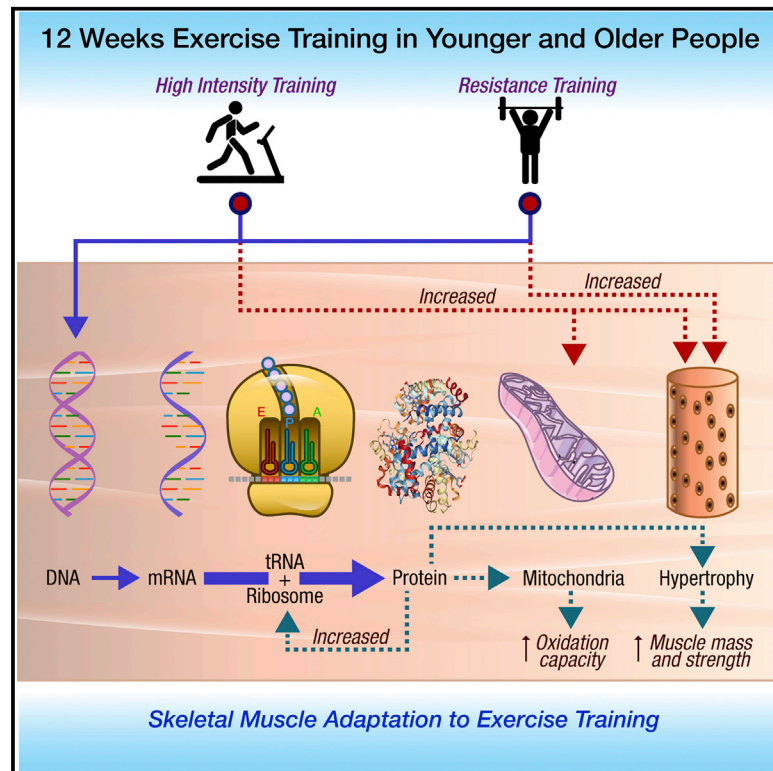 12 Weeks Exercise Training in Younger and Older People
High Intensity Training
Resistance Training
Increased
Increased
E
P
A
DNA
mRNA
tRNA
+
Ribosome
Protein
Mitochondria
Hypertrophy
Increased
↑ Oxidation
capacity
↑ Muscle mass
and strength
Skeletal Muscle Adaptation to Exercise Training